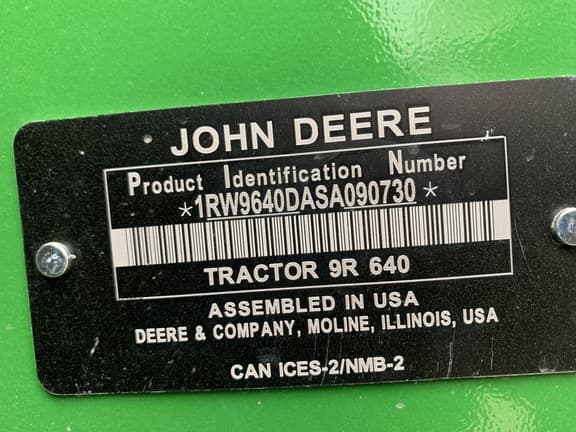 JOHN DEERE
Product Identification Number
*1RW9640DASA090730*
TRACTOR 9R 640
ASSEMBLED IN USA
DEERE & COMPANY, MOLINE, ILLINOIS, USA
CAN ICES-2/NMB-2